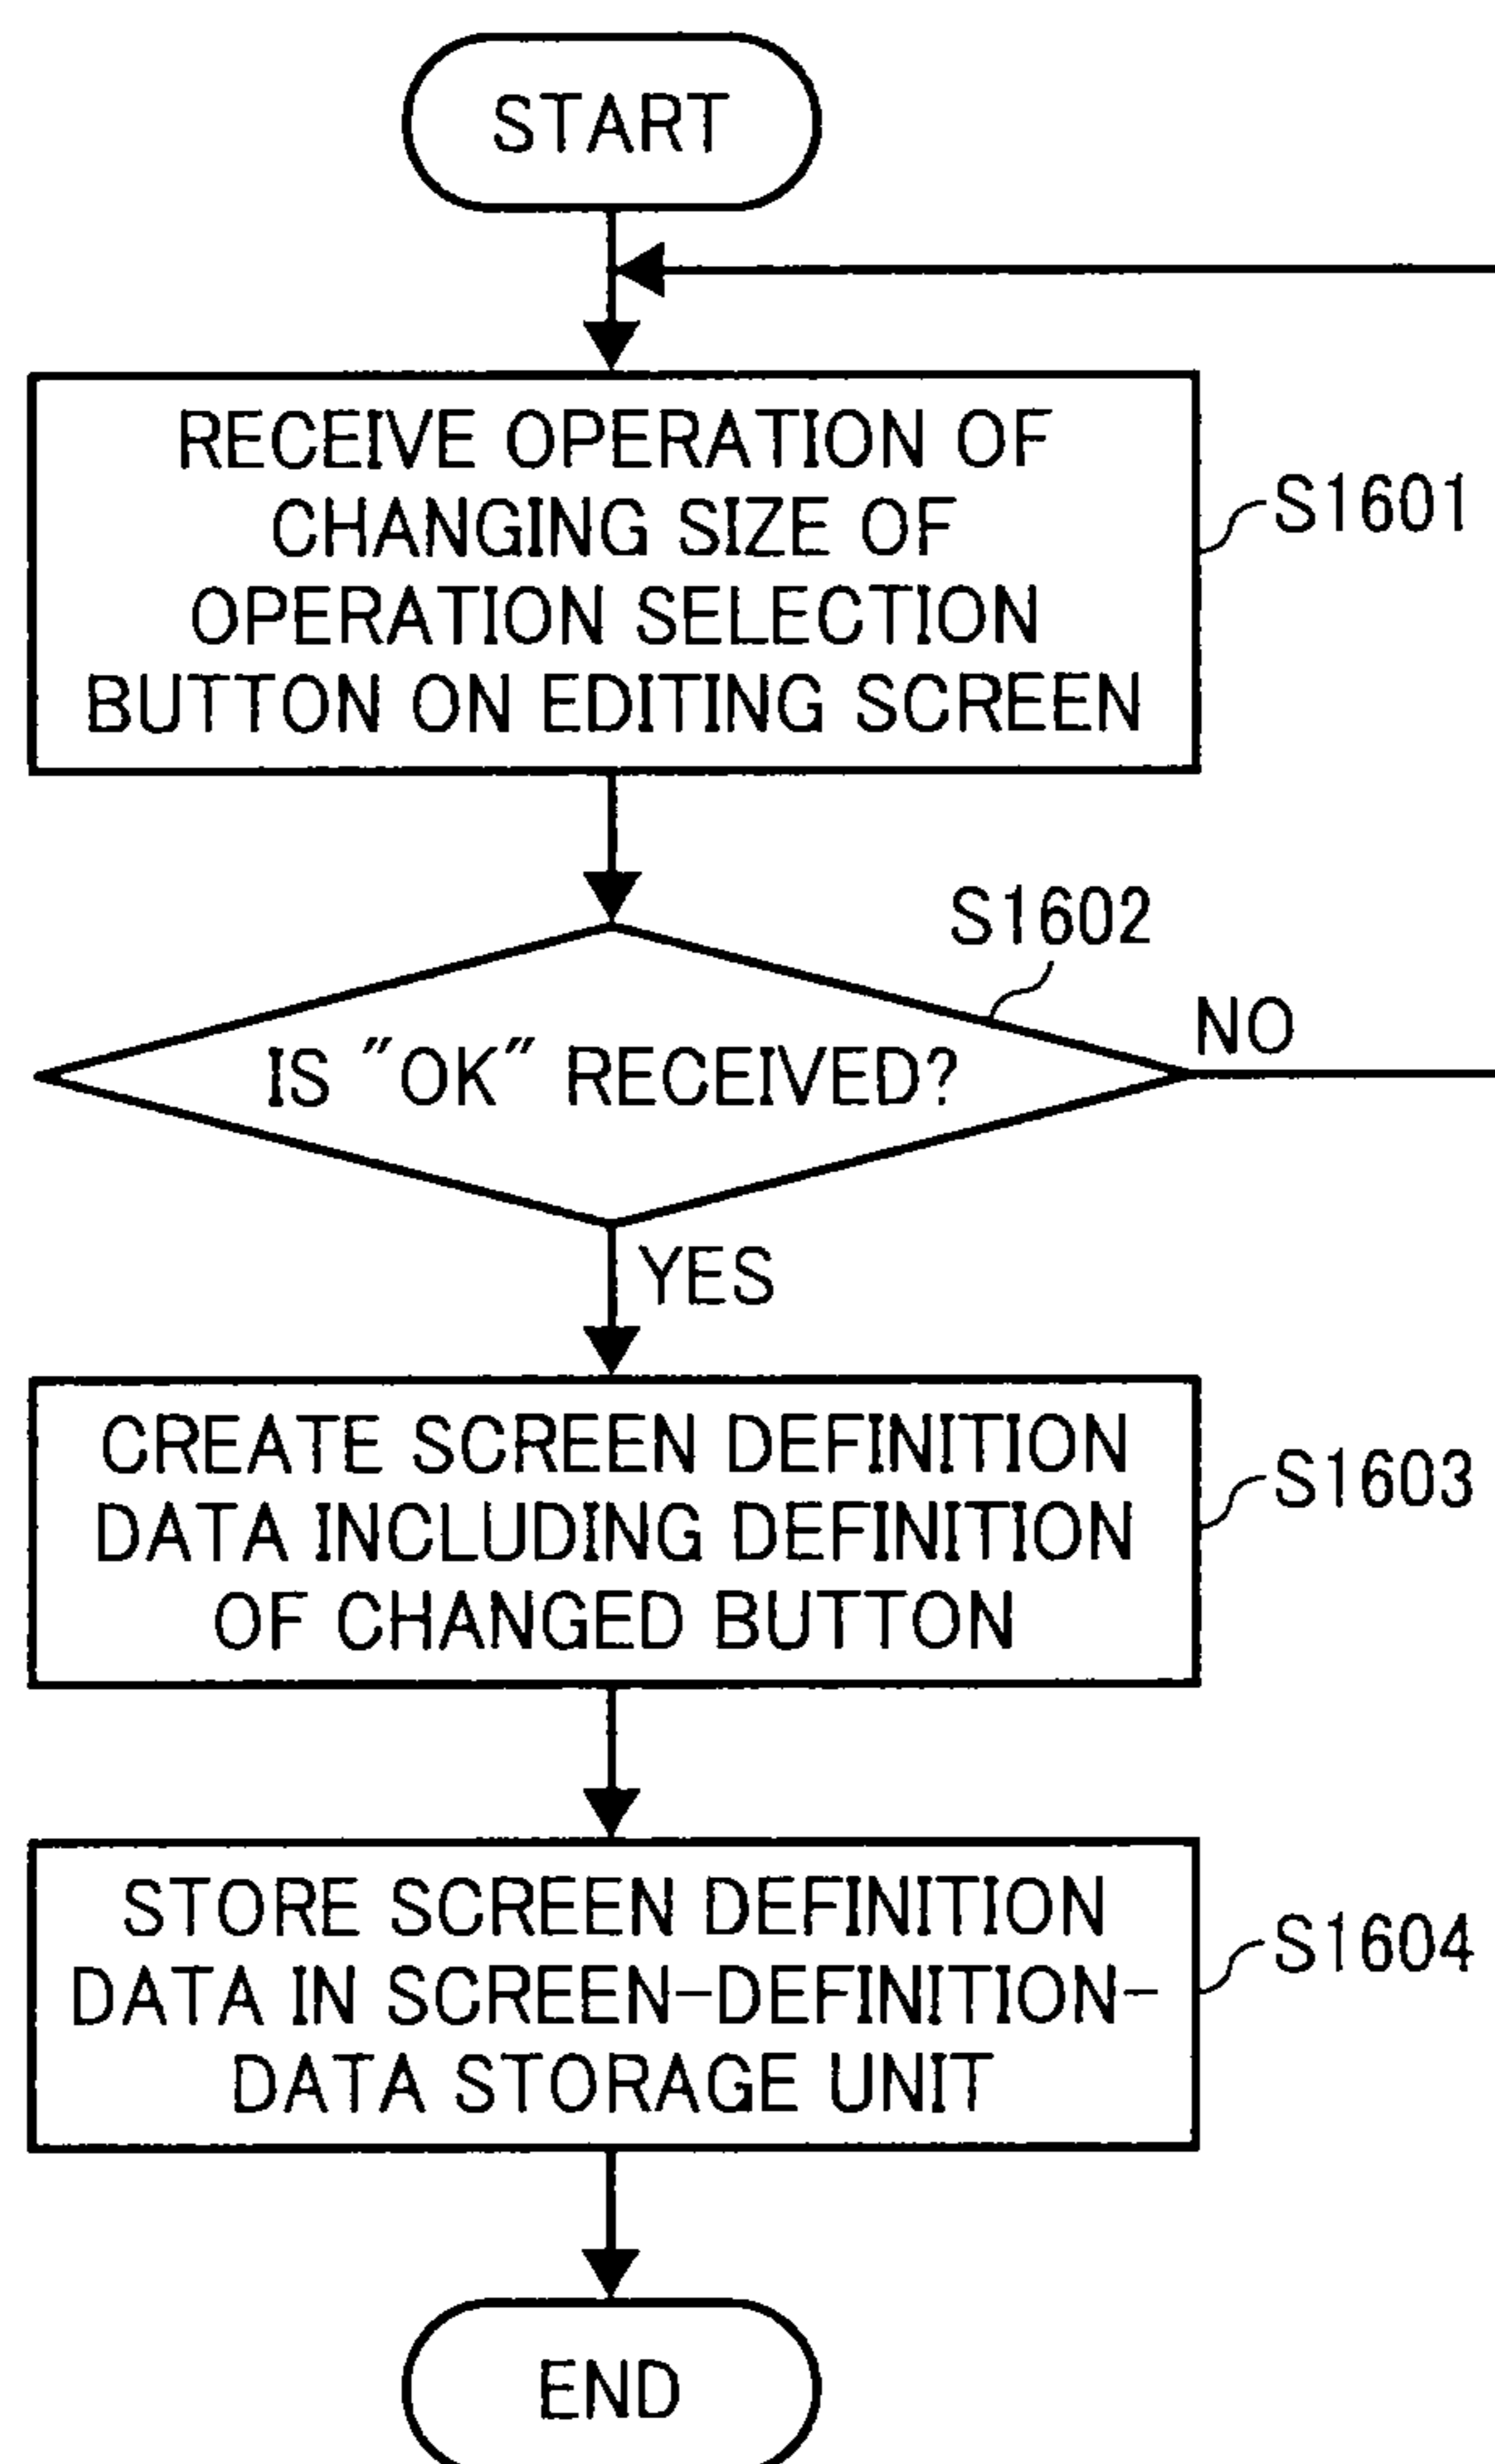 START
RECEIVE OPERATION OF
CHANGING SIZE OF
OPERATION SELECTION
BUTTON ON EDITING SCREEN
S1601
S1602
IS "OK" RECEIVED?
NO
YES
CREATE SCREEN DEFINITION
DATA INCLUDING DEFINITION
OF CHANGED BUTTON
S1603
STORE SCREEN DEFINITION
DATA IN SCREEN-DEFINITION-
DATA STORAGE UNIT
S1604
END